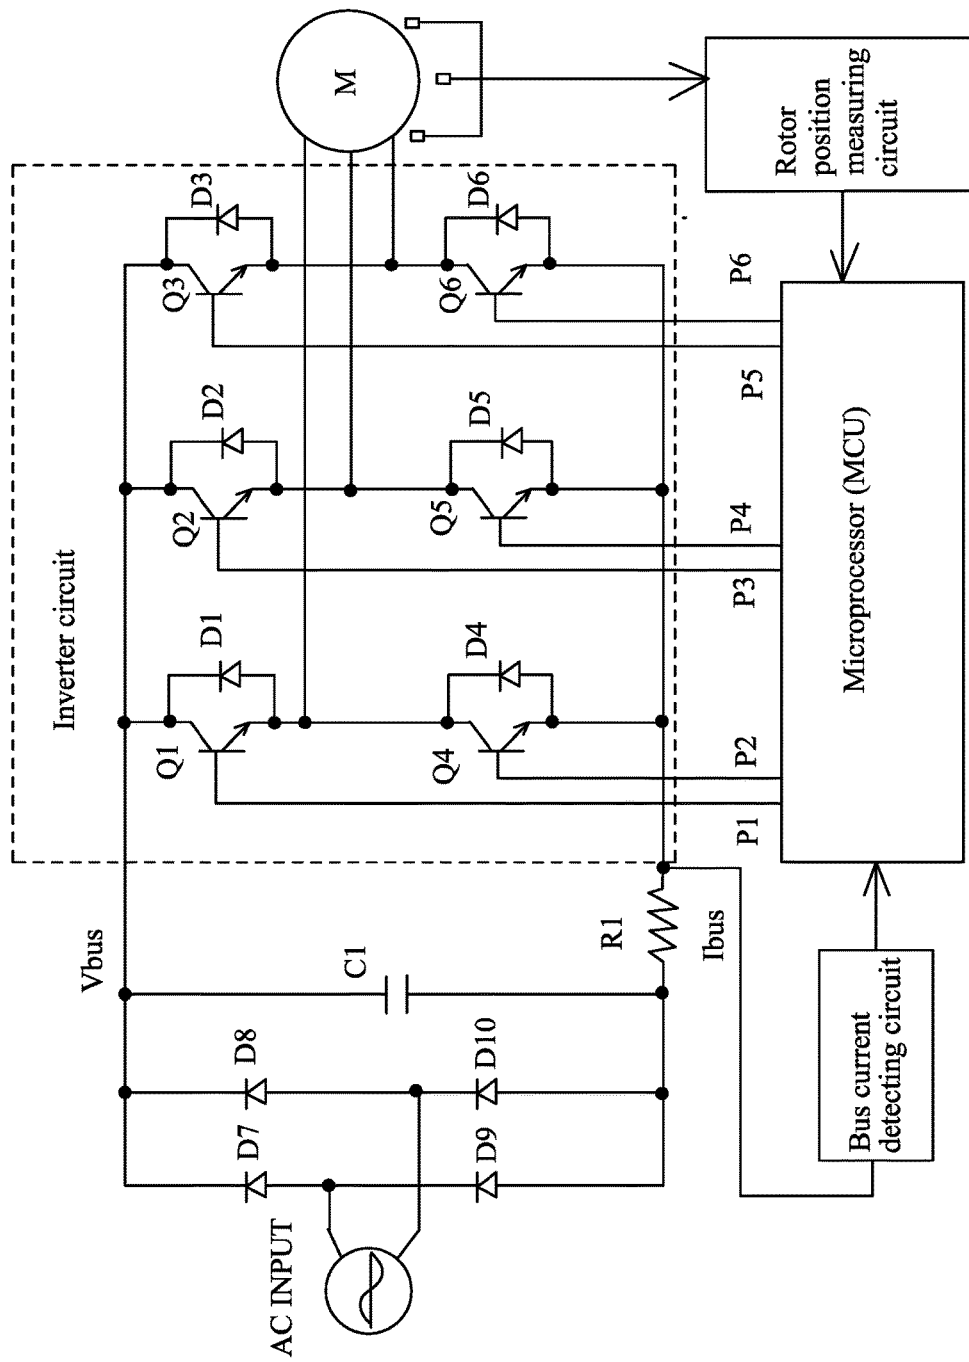 Inverter circuit
AC INPUT
D7
D8
D9
D10
Vbus
C1
R1
Ibus
Q1
D1
Q2
D2
Q3
D3
Q4
D4
Q5
D5
Q6
D6
M
P1
P2
P3
P4
P5
P6
Bus current
detecting circuit
Microprocessor (MCU)
Rotor
position
measuring
circuit